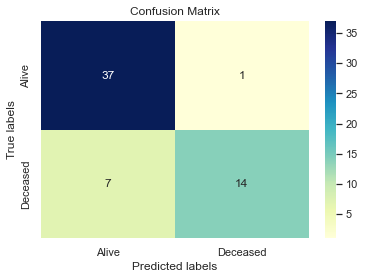 Confusion Matrix
True labels
Alive
37
1
Deceased
7
14
Alive
Deceased
Predicted labels
35
30
25
20
15
10
5